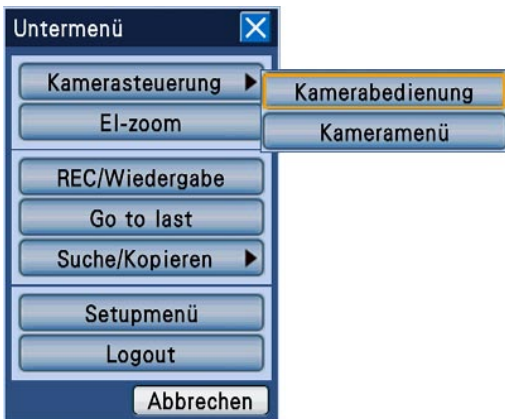 Untermenü
Kamerasteuerung
Kamerabedienung
El-zoom
Kameramenü
REC/Wiedergabe
Go to last
Suche/Kopieren
Setupmenü
Logout
Abbrechen